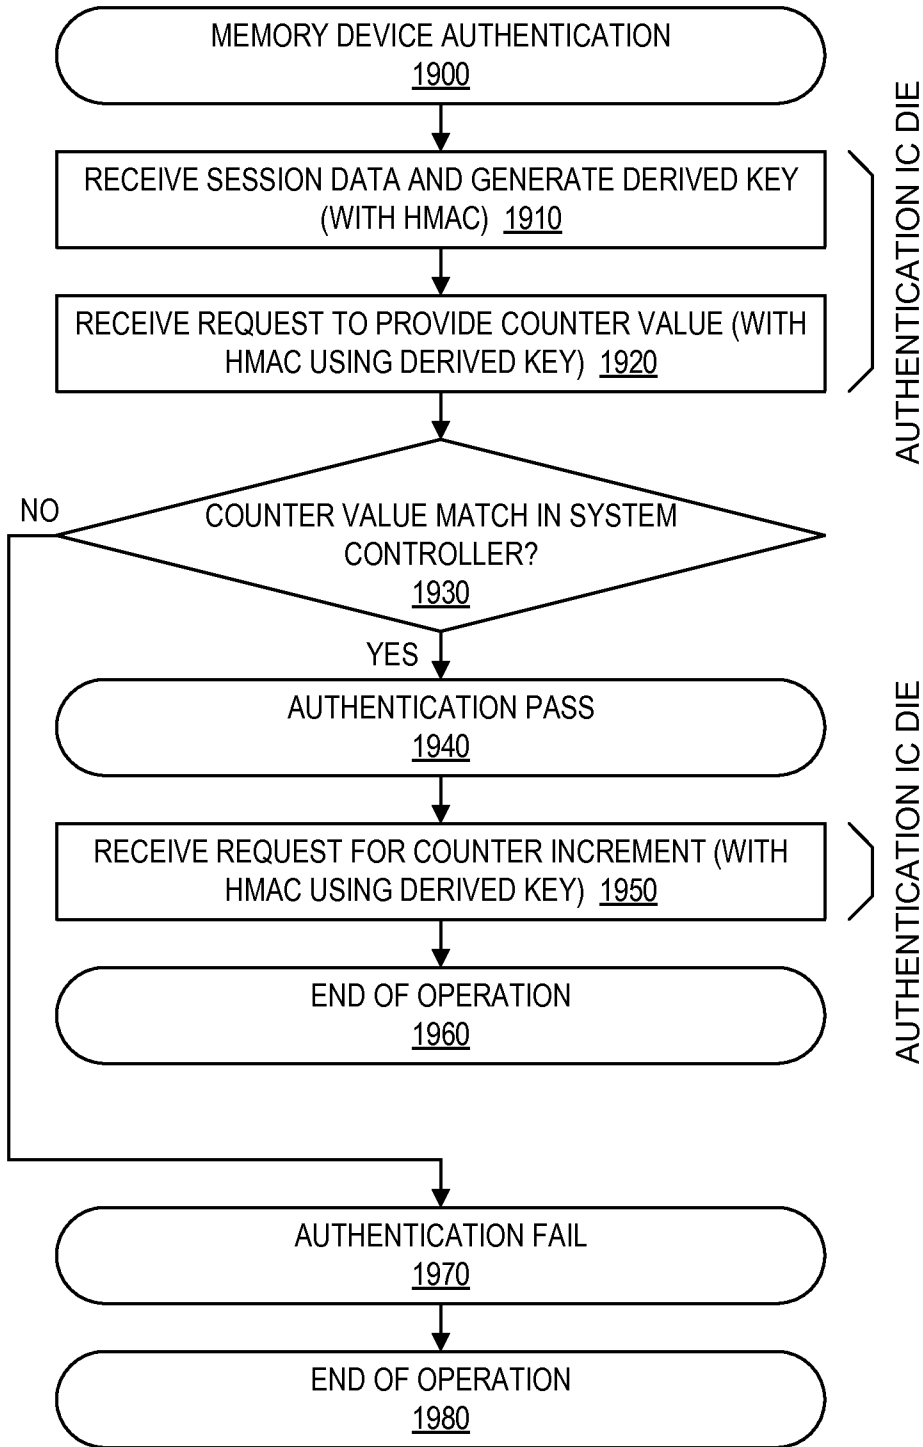 MEMORY DEVICE AUTHENTICATION
1900
RECEIVE SESSION DATA AND GENERATE DERIVED KEY
(WITH HMAC) 1910
RECEIVE REQUEST TO PROVIDE COUNTER VALUE (WITH
HMAC USING DERIVED KEY) 1920
AUTHENTICATION IC DIE
COUNTER VALUE MATCH IN SYSTEM
CONTROLLER?
1930
NO
YES
AUTHENTICATION PASS
1940
RECEIVE REQUEST FOR COUNTER INCREMENT (WITH
HMAC USING DERIVED KEY) 1950
AUTHENTICATION IC DIE
END OF OPERATION
1960
AUTHENTICATION FAIL
1970
END OF OPERATION
1980